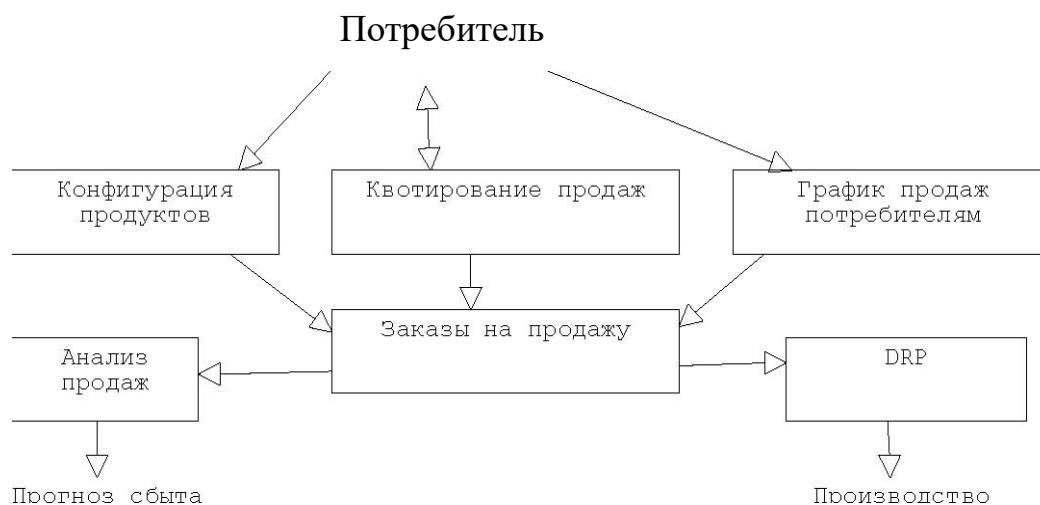 Потребитель
Конфигурация
продуктов
Квотирование продаж
График продаж
потребителям
Заказы на продажу
Анализ
продаж
DRP
Прогноз сбыта
Производство